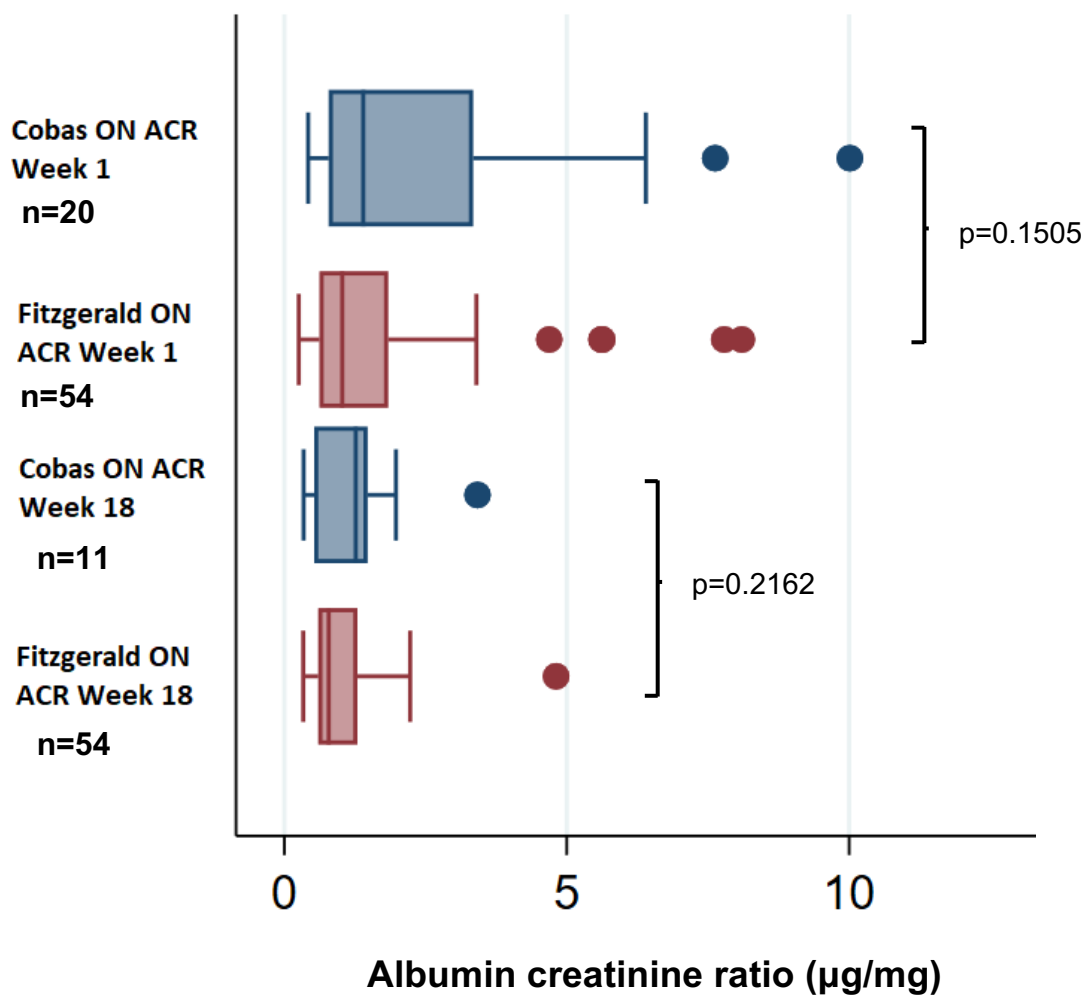 Cobas ON ACR
Week 1
n=20
p=0.1505
Fitzgerald ON
ACR Week 1
n=54
Cobas ON ACR
Week 18
n=11
p=0.2162
Fitzgerald ON
ACR Week 18
n=54
0 5 10
Albumin creatinine ratio (µg/mg)